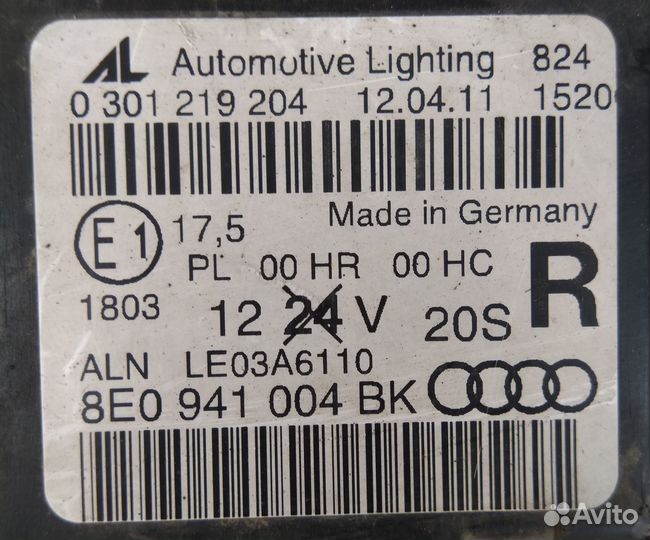 AL Automotive Lighting 824
0 301 219 204 12.04.11 1520
Made in Germany
E1 17,5
PL 00 HR 00 HC R
1803 12 24 V 20S
ALN LE03A6110
8E0 941 004 BK
Avito